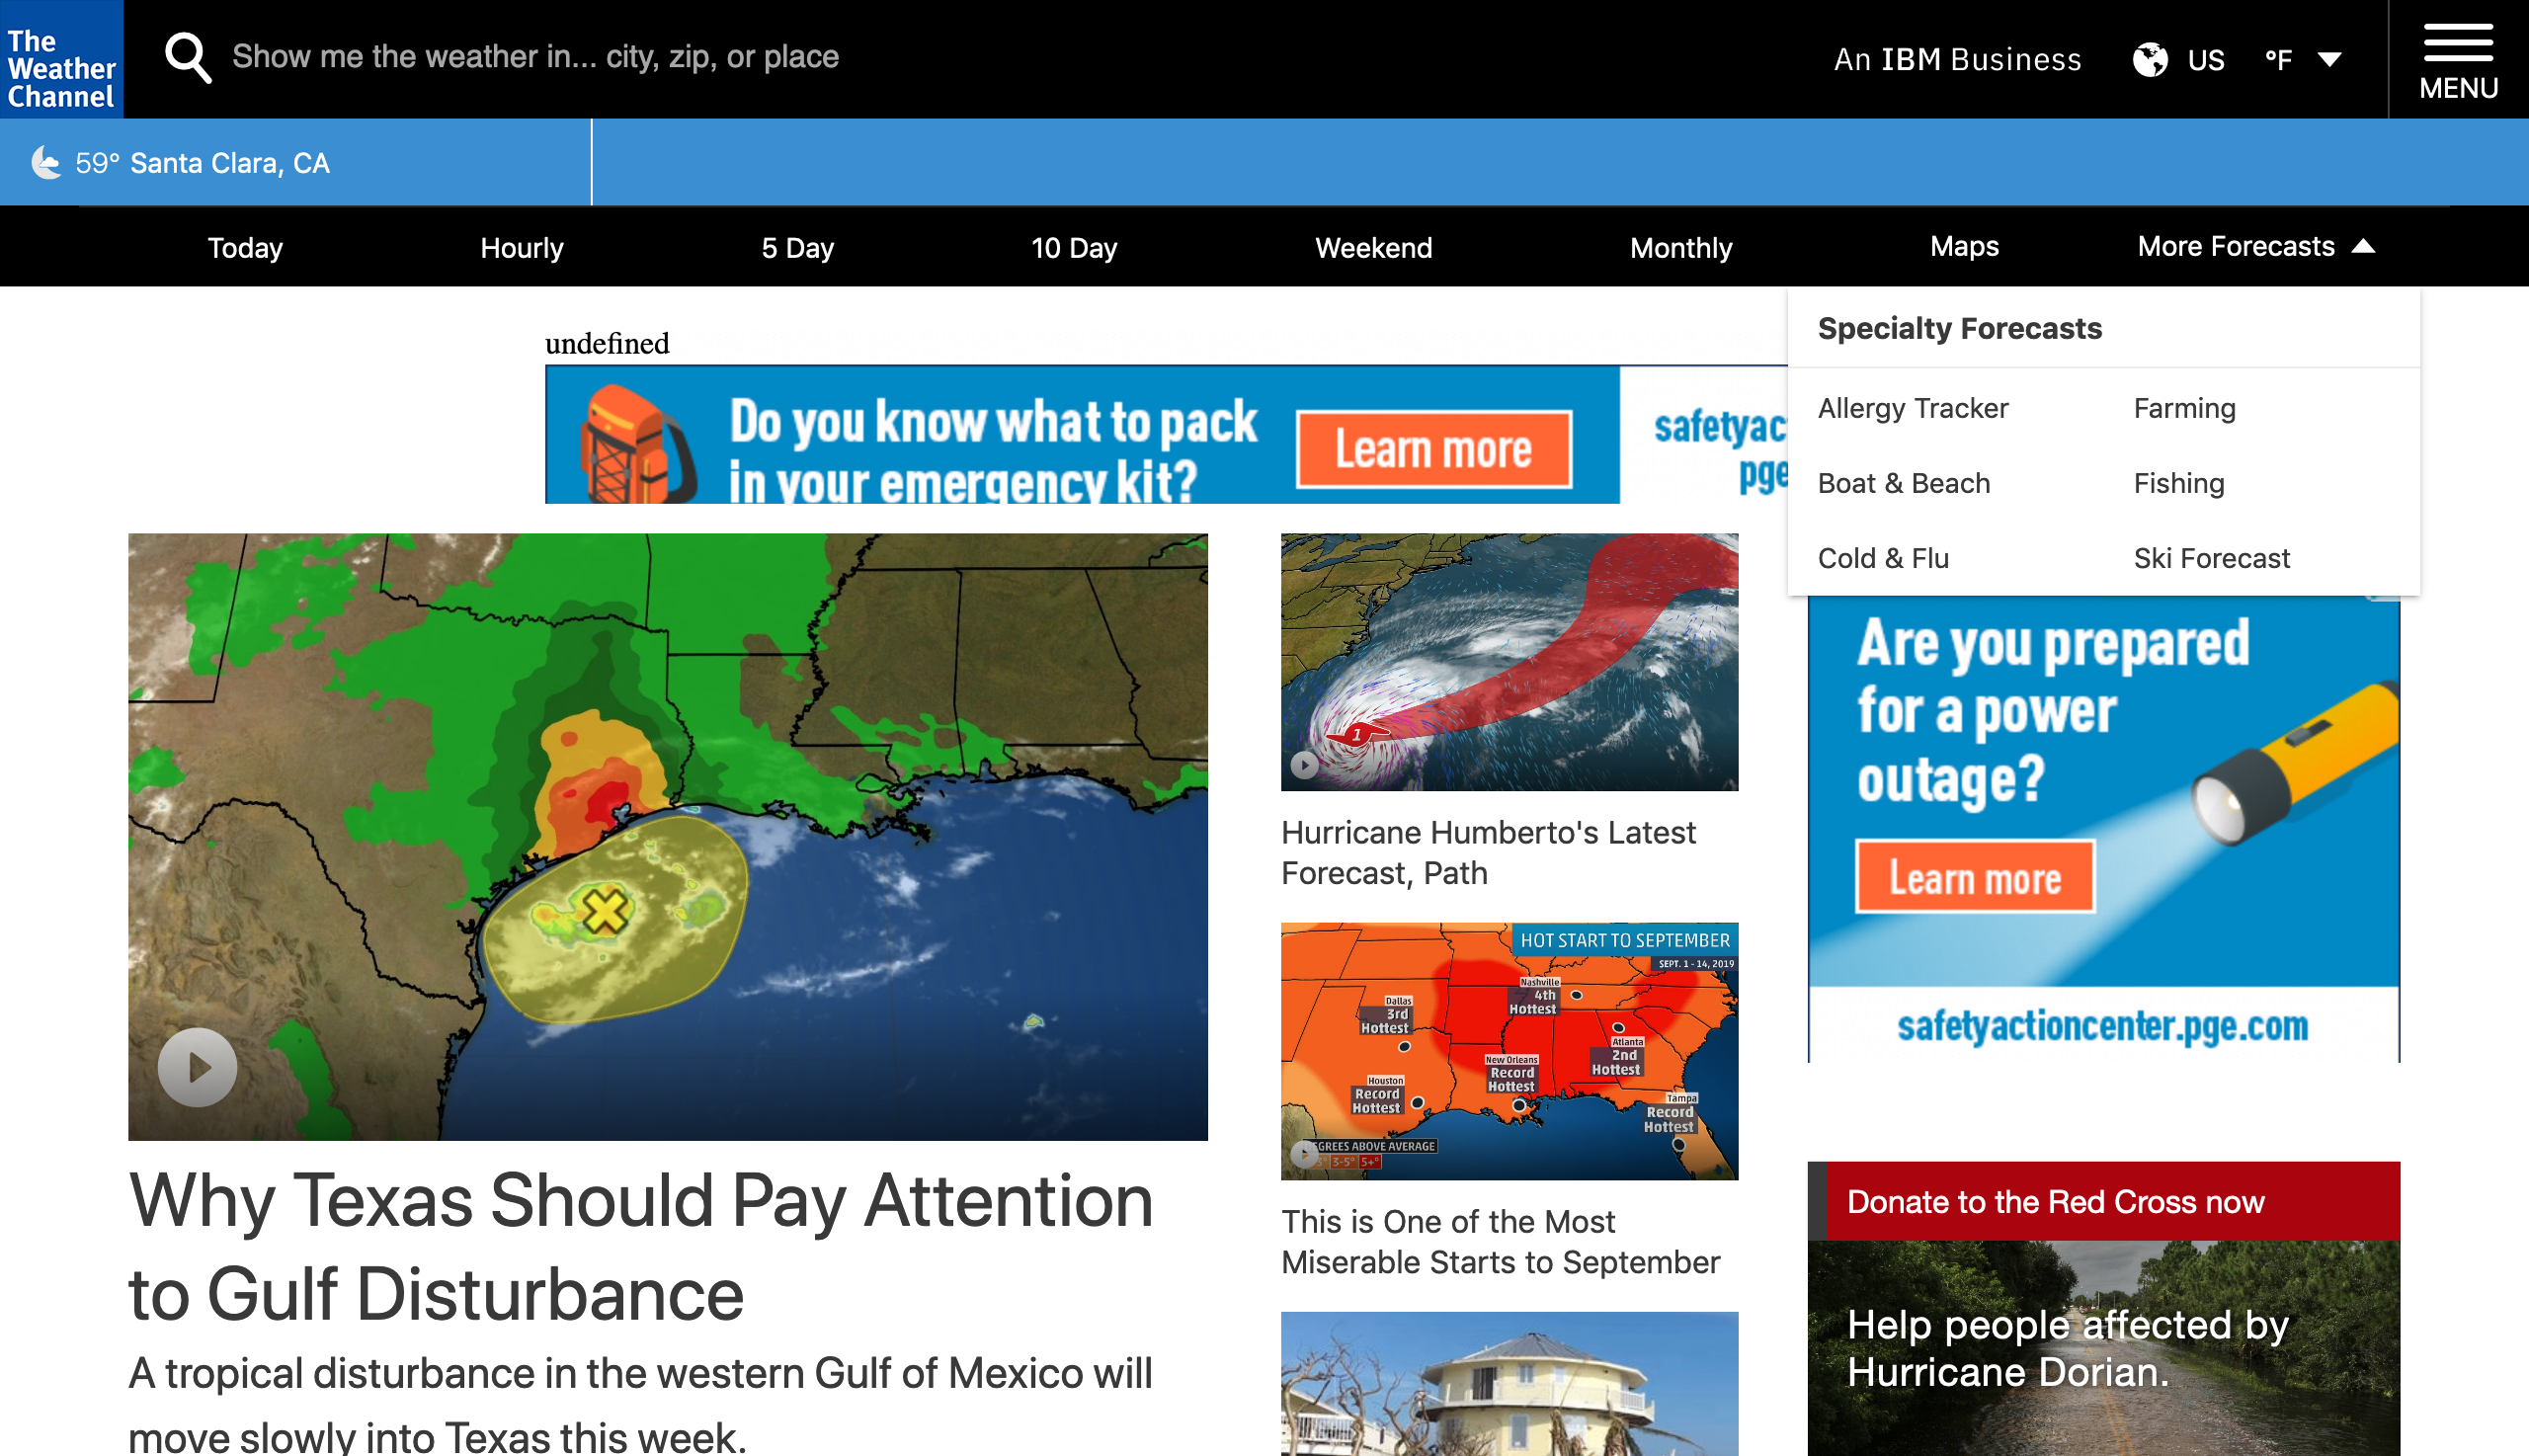 The
Weather
Channel
Show me the weather in... city, zip, or place
An IBM Business
US
°F
MENU
59° Santa Clara, CA
Today
Hourly
5 Day
10 Day
Weekend
Monthly
Maps
More Forecasts
Specialty Forecasts
Allergy Tracker
Farming
Boat & Beach
Fishing
Cold & Flu
Ski Forecast
undefined
Do you know what to pack
in your emergency kit?
Learn more
safetyac
pge
Why Texas Should Pay Attention
to Gulf Disturbance
A tropical disturbance in the western Gulf of Mexico will
move slowly into Texas this week.
1
Hurricane Humberto's Latest
Forecast, Path
HOT START TO SEPTEMBER
SEPT. 1 - 14, 2019
Nashville
4th
Hottest
Dallas
3rd
Hottest
Atlanta
2nd
Hottest
New Orleans
Record
Hottest
Houston
Record
Hottest
Tampa
Record
Hottest
DEGREES ABOVE AVERAGE
3-5° 5+°
This is One of the Most
Miserable Starts to September
Are you prepared
for a power
outage?
Learn more
safetyactioncenter.pge.com
Donate to the Red Cross now
Help people affected by
Hurricane Dorian.